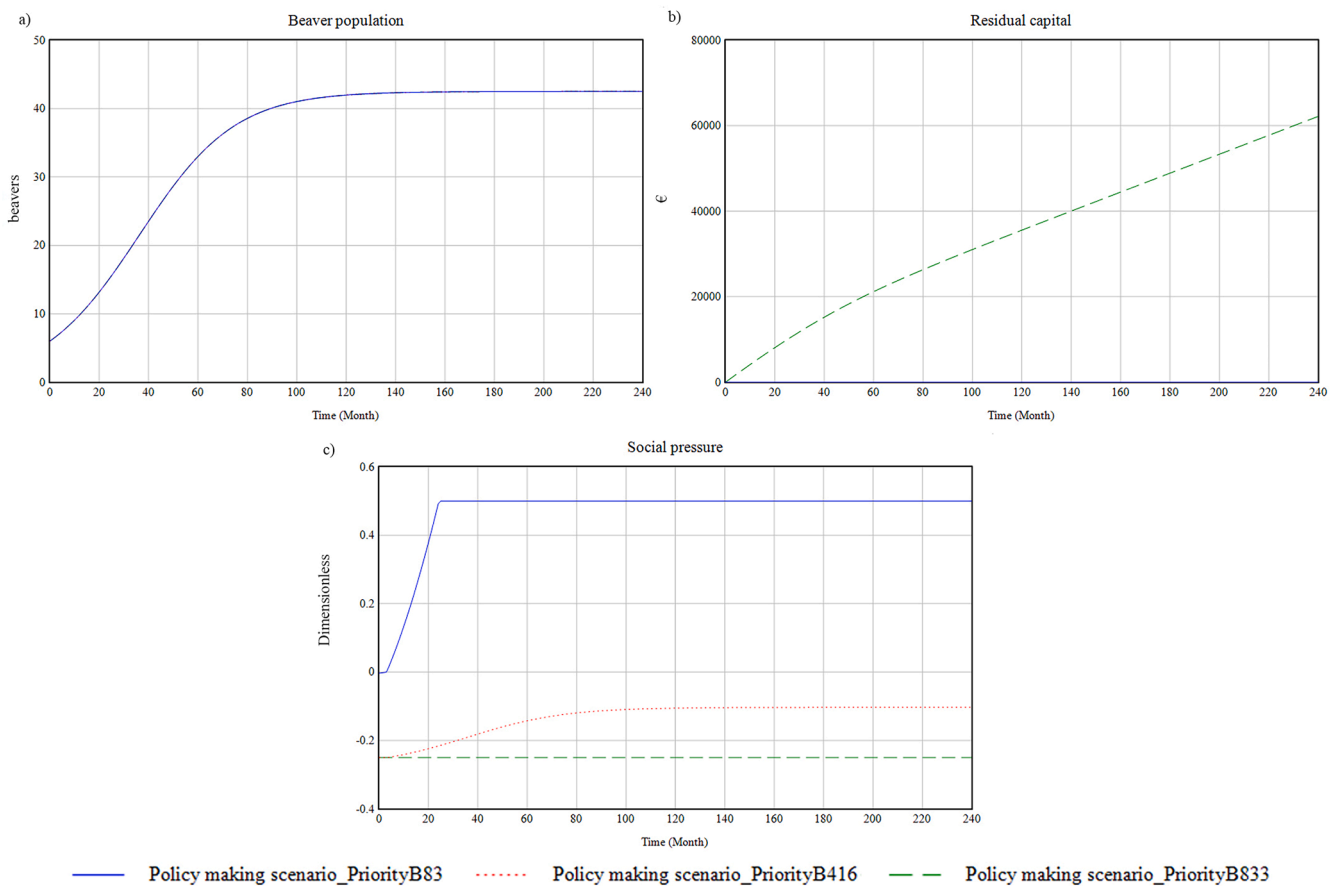 a)
Beaver population
50
40
30
20
10
0
beavers
0 20 40 60 80 100 120 140 160 180 200 220 240
Time (Month)
b)
Residual capital
80000
60000
40000
20000
0
€
0 20 40 60 80 100 120 140 160 180 200 220 240
Time (Month)
c)
Social pressure
0.6
0.4
0.2
0
-0.2
-0.4
Dimensionless
0 20 40 60 80 100 120 140 160 180 200 220 240
Time (Month)
Policy making scenario_PriorityB83 Policy making scenario_PriorityB416 Policy making scenario_PriorityB833